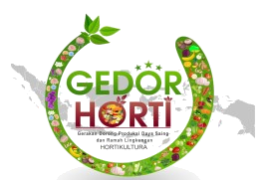 GEDOR
HORTI
Gerakan Dorong Produksi Daya Saing
dan Ramah Lingkungan
HORTIKULTURA